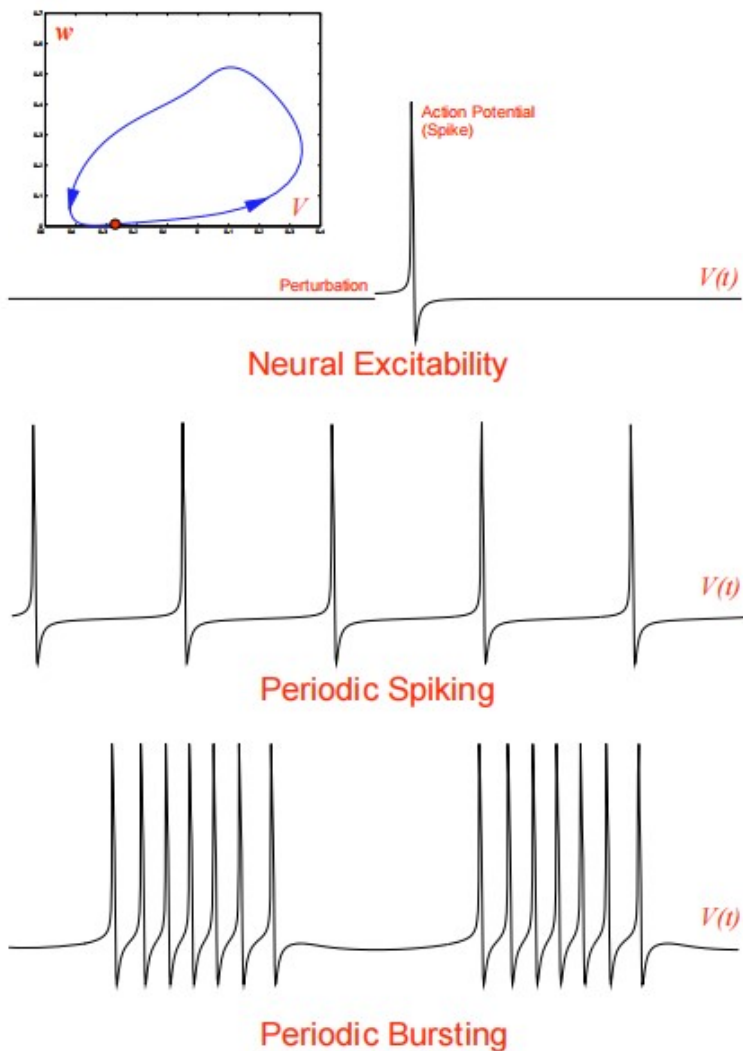 w
V
Action Potential
(Spike)
Perturbation
V(t)
Neural Excitability
V(t)
Periodic Spiking
V(t)
Periodic Bursting